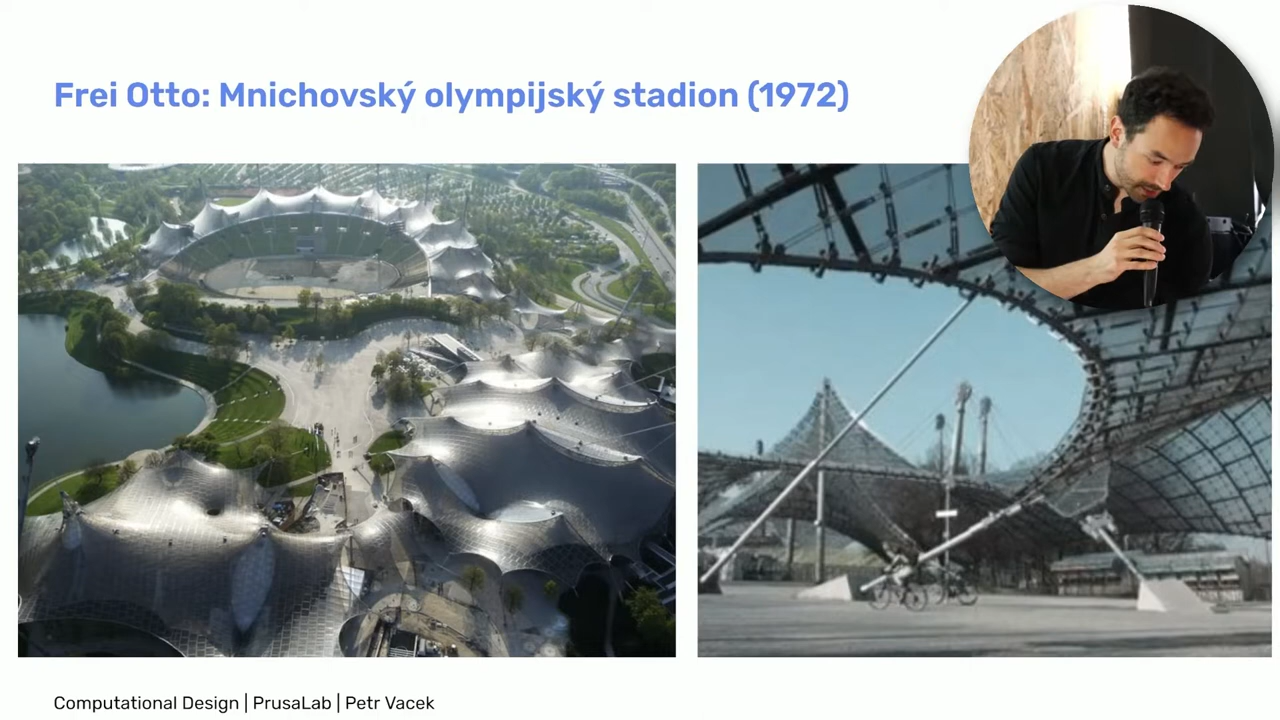 Frei Otto: Mnichovský olympijský stadion (1972)
Computational Design | PrusaLab | Petr Vacek